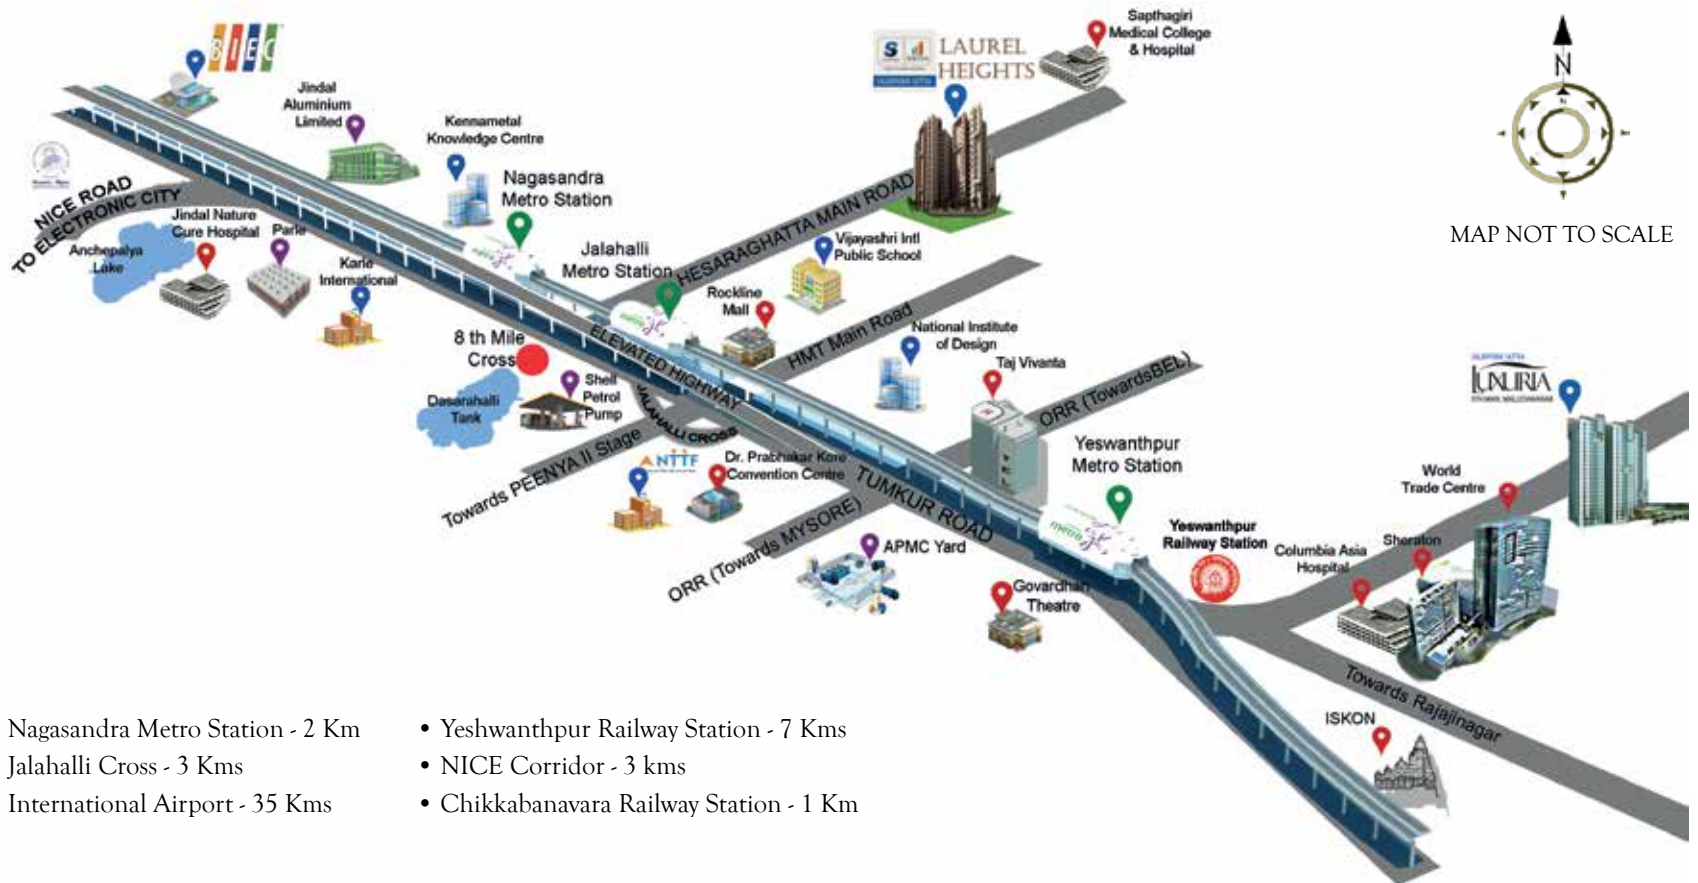 BIEC
Jindal
Aluminium
Limited
Kennametal
Knowledge Centre
Nagasandra
Metro Station
Jalahalli
Metro Station
LAUREL
HEIGHTS
Sapthagiri
Medical College
& Hospital
N
N
MAP NOT TO SCALE
NICE ROAD
TO ELECTRONIC CITY
Anchepalya
Lake
Jindal Nature
Cure Hospital
Parle
Karle
International
HESARAGHATTA MAIN ROAD
Vijayashri Intl
Public School
Rockline
Mall
HMT Main Road
8 th Mile
Cross
Dasarahalli
Tank
Shell
Petrol
Pump
ELEVATED HIGHWAY
JALAHALLI CROSS
National Institute
of Design
Taj Vivanta
ORR (TowardsBEL)
Towards PEENYA II Stage
NTTF
Dr. Prabhakar Kore
Convention Centre
TUMKUR ROAD
ORR (Towards MYSORE)
APMC Yard
Govardhan
Theatre
Yeswanthpur
Metro Station
metro
Yeswanthpur
Railway Station
LUXURIA
World
Trade Centre
Sheraton
Columbia Asia
Hospital
Towards Rajajinagar
ISKON
Nagasandra Metro Station - 2 Km
Jalahalli Cross - 3 Kms
International Airport - 35 Kms
• Yeshwanthpur Railway Station - 7 Kms
• NICE Corridor - 3 kms
• Chikkabanavara Railway Station - 1 Km